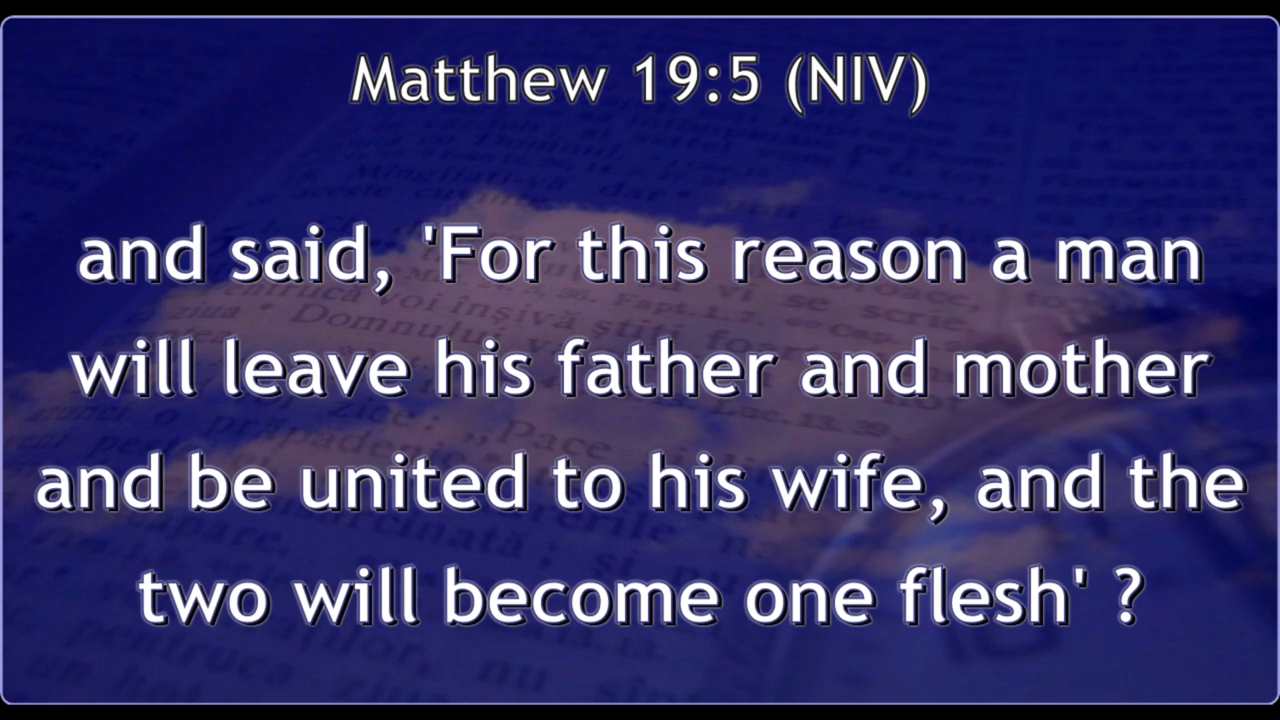 Matthew 19:5 (NIV)
and said, 'For this reason a man
will leave his father and mother
and be united to his wife, and the
two will become one flesh' ?